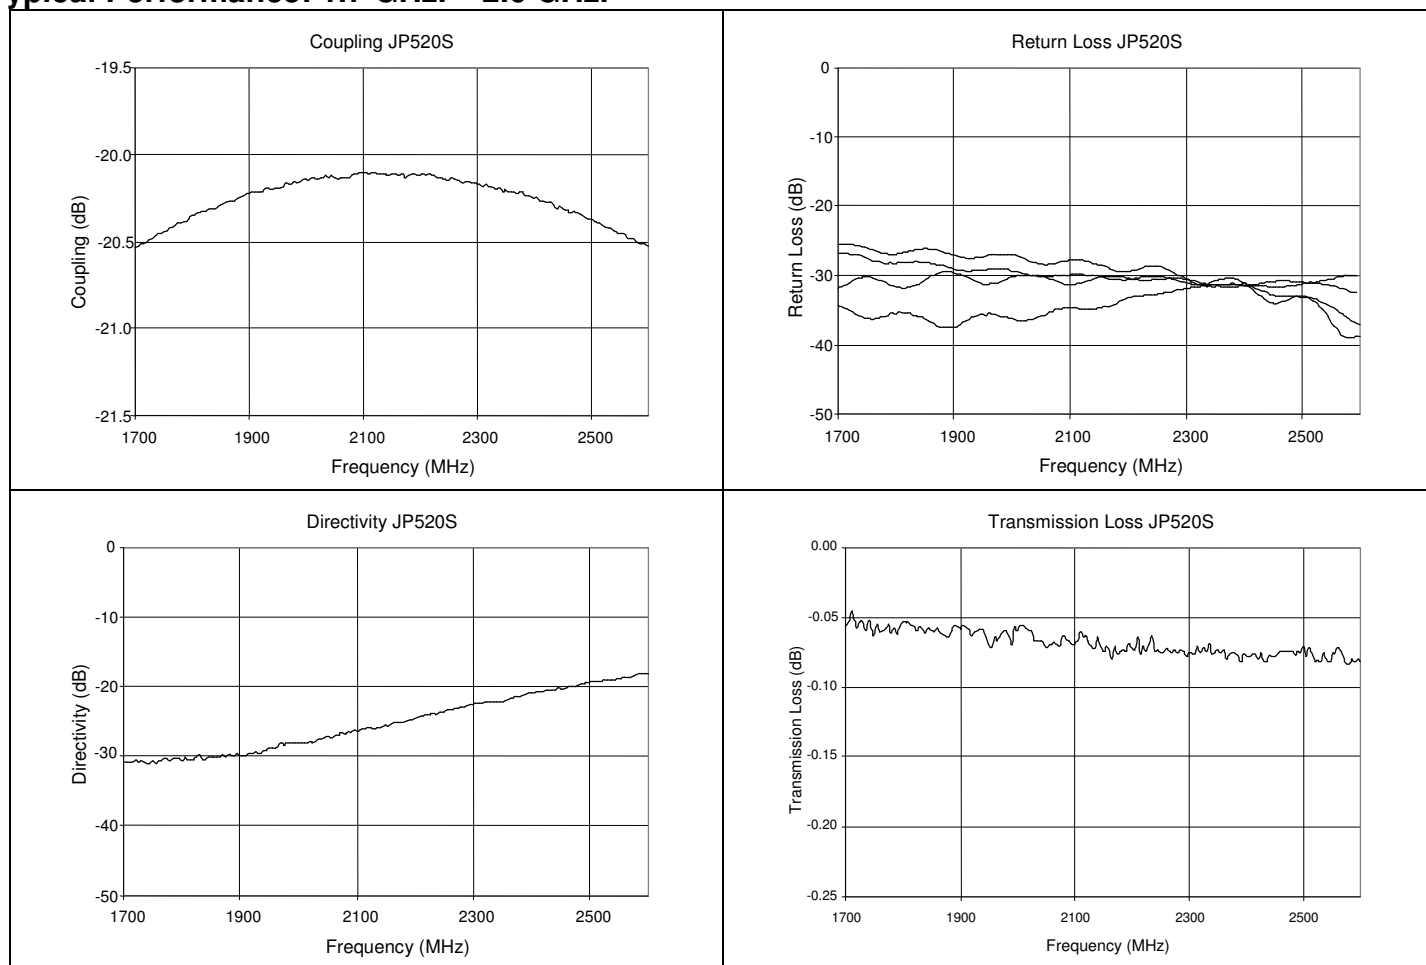 Coupling JP520S
-19.5
-20.0
-20.5
-21.0
-21.5
Coupling (dB)
1700 1900 2100 2300 2500
Frequency (MHz)
Return Loss JP520S
0
-10
-20
-30
-40
-50
Return Loss (dB)
1700 1900 2100 2300 2500
Frequency (MHz)
Directivity JP520S
0
-10
-20
-30
-40
-50
Directivity (dB)
1700 1900 2100 2300 2500
Frequency (MHz)
Transmission Loss JP520S
0.00
-0.05
-0.10
-0.15
-0.20
-0.25
Transmission Loss (dB)
1700 1900 2100 2300 2500
Frequency (MHz)